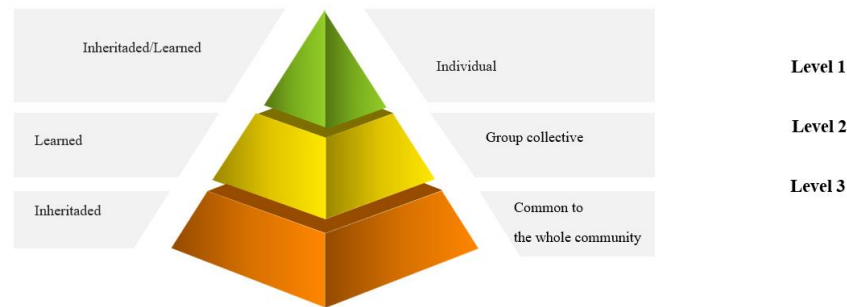 Inheritaded/Learned
Individual
Level 1
Learned
Group collective
Level 2
Inheritaded
Common to
the whole community
Level 3